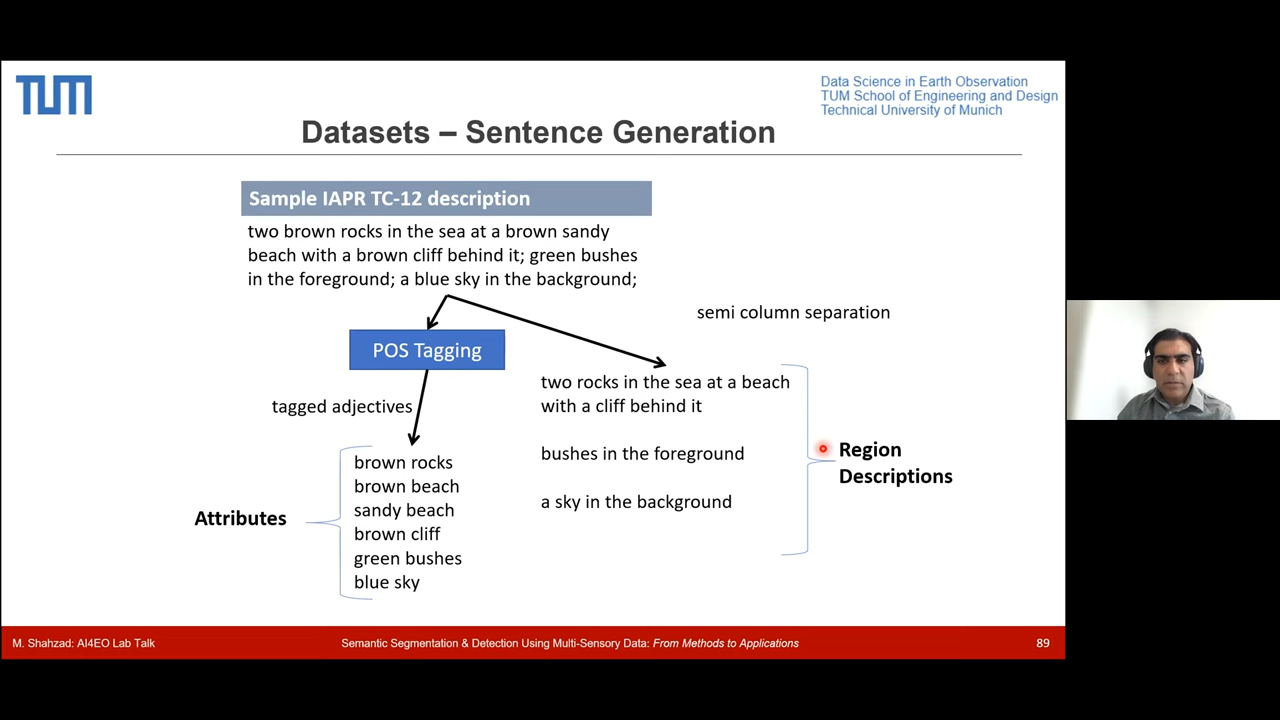 TUM
Data Science in Earth Observation
TUM School of Engineering and Design
Technical University of Munich
Datasets – Sentence Generation
Sample IAPR TC-12 description
two brown rocks in the sea at a brown sandy
beach with a brown cliff behind it; green bushes
in the foreground; a blue sky in the background;
semi column separation
POS Tagging
tagged adjectives
two rocks in the sea at a beach
with a cliff behind it
bushes in the foreground
a sky in the background
Region
Descriptions
Attributes
brown rocks
brown beach
sandy beach
brown cliff
green bushes
blue sky
M. Shahzad: AI4EO Lab Talk
Semantic Segmentation & Detection Using Multi-Sensory Data: From Methods to Applications
89